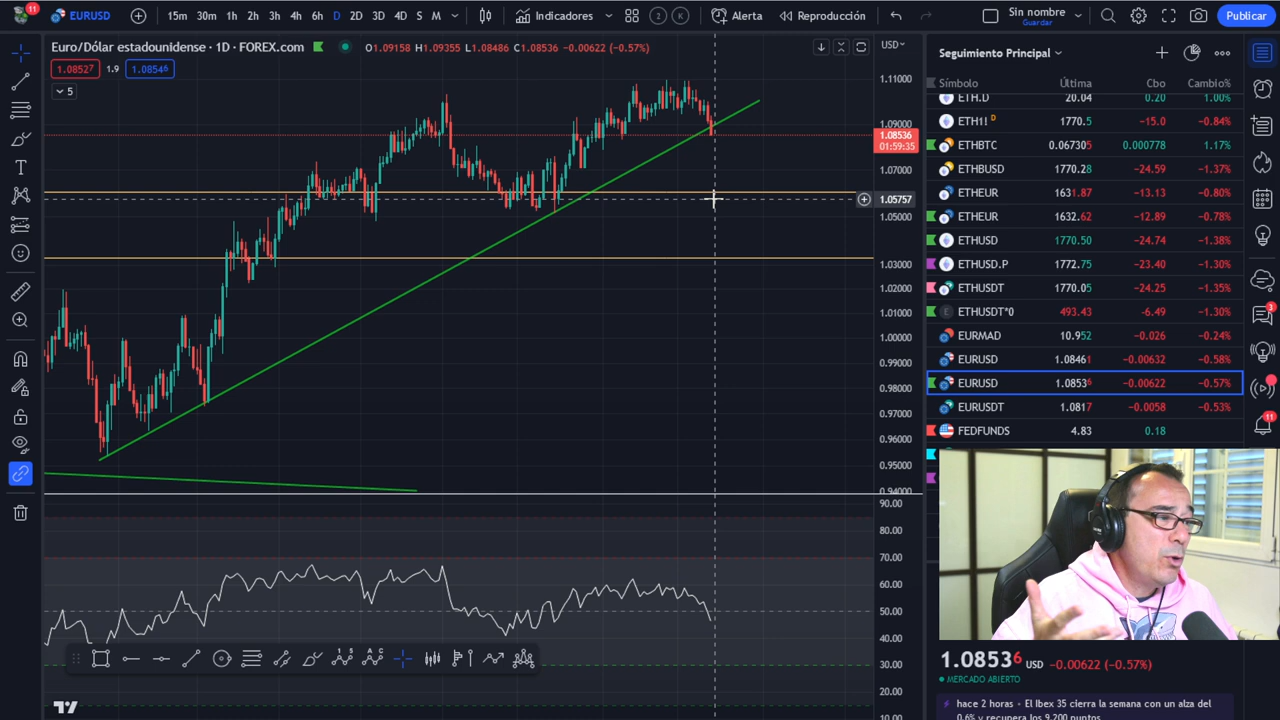 11
EURUSD
15m 30m 1h 2h 3h 4h 6h D 2D 3D 4D S M
Indicadores
2 K
Alerta
Reproducción
Sin nombre
Guardar
Publicar
Euro/Dólar estadounidense · 1D · FOREX.com
O1.09158 H1.09355 L1.08486 C1.08536 −0.00622 (−0.57%)
1.08527 1.9 1.08546
5
USD
1.11000
1.09000
1.08536
01:59:35
1.07000
1.05757
1.05000
1.03000
1.02000
1.01000
1.00000
0.99000
0.98000
0.97000
0.96000
0.95000
0.94000
90.00
80.00
70.00
60.00
50.00
40.00
30.00
20.00
10.00
Seguimiento Principal
Símbolo Última Cbo Cambio%
ETH.D 20.04 0.20 1.00%
ETH1! D 1770.5 −15.0 −0.84%
ETHBTC 0.067305 0.000778 1.17%
ETHBUSD 1770.28 −24.59 −1.37%
ETHEUR 1631.87 −13.13 −0.80%
ETHEUR 1632.62 −12.89 −0.78%
ETHUSD 1770.50 −24.74 −1.38%
ETHUSD.P 1772.75 −23.40 −1.30%
ETHUSDT 1770.05 −24.25 −1.35%
ETHUSDT*0 493.43 −6.49 −1.30%
EURMAD 10.952 −0.026 −0.24%
EURUSD 1.08461 −0.00632 −0.58%
EURUSD 1.08536 −0.00622 −0.57%
EURUSDT 1.0817 −0.0058 −0.53%
FEDFUNDS 4.83 0.18
3
11
1.08536 USD −0.00622 (−0.57%)
MERCADO ABIERTO
hace 2 horas • El Ibex 35 cierra la semana con un alza del
0,6% y recupera los 9.200 puntos